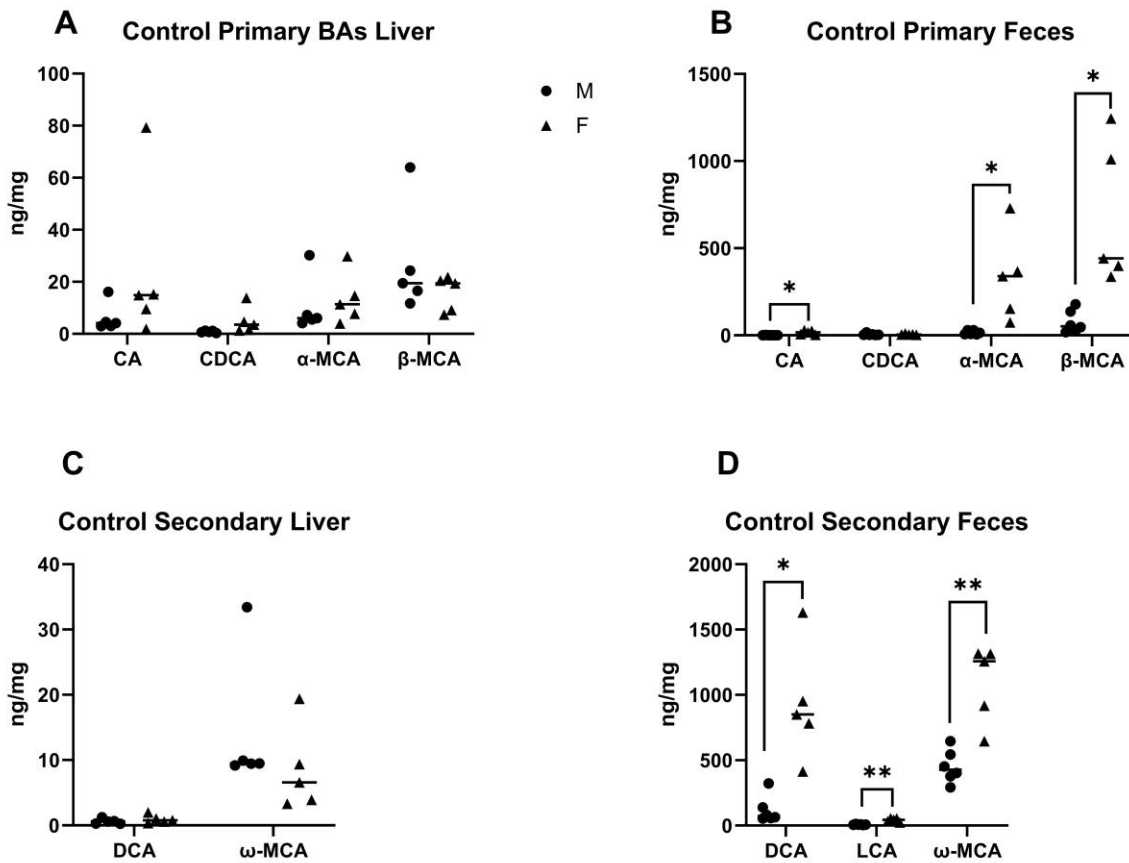 A
Control Primary BAs Liver
100
80
60
40
20
0
ng/mg
CA
CDCA
α-MCA
β-MCA
M
F
B
Control Primary Feces
1500
1000
500
0
ng/mg
*
*
*
CA
CDCA
α-MCA
β-MCA
C
Control Secondary Liver
40
30
20
10
0
ng/mg
DCA
ω-MCA
D
Control Secondary Feces
2000
1500
1000
500
0
ng/mg
*
**
**
DCA
LCA
ω-MCA